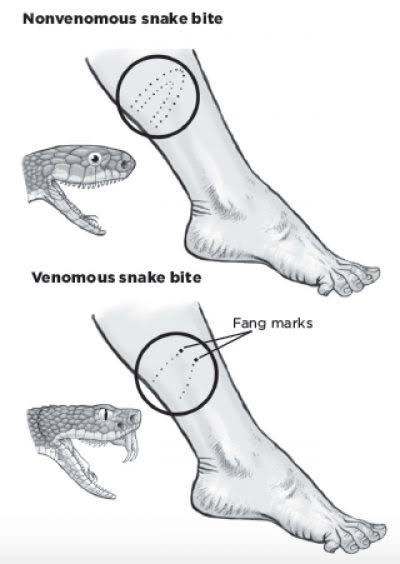 Nonvenomous snake bite
Venomous snake bite
Fang marks